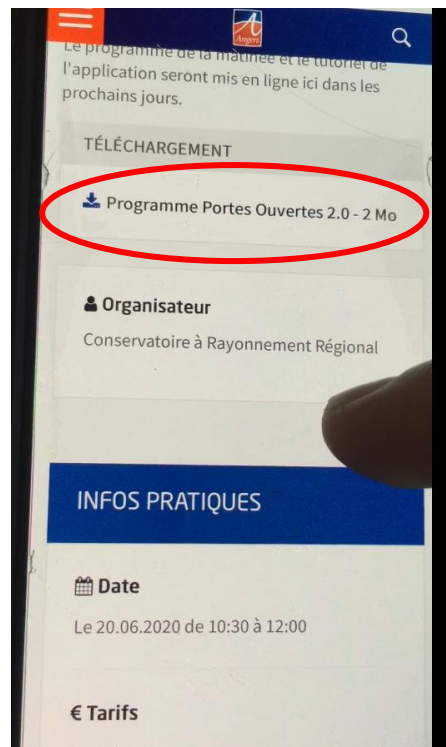 Angers
Le programme de la matinée et le tutoriel de
l'application seront mis en ligne ici dans les
prochains jours.
TÉLÉCHARGEMENT
Programme Portes Ouvertes 2.0 - 2 Mo
Organisateur
Conservatoire à Rayonnement Régional
INFOS PRATIQUES
Date
Le 20.06.2020 de 10:30 à 12:00
€ Tarifs